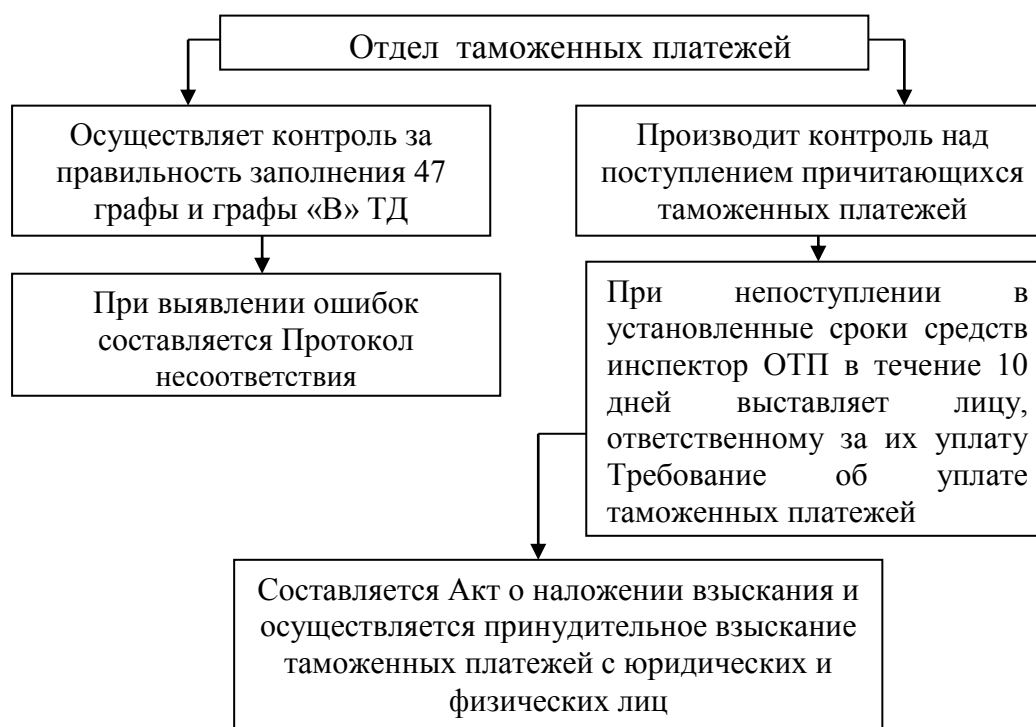 Отдел таможенных платежей
Осуществляет контроль за
правильность заполнения 47
графы и графы «В» ТД
Производит контроль над
поступлением причитающихся
таможенных платежей
При выявлении ошибок
составляется Протокол
несоответствия
При непоступлении в
установленные сроки средств
инспектор ОТП в течение 10
дней выставляет лицу,
ответственному за их уплату
Требование об уплате
таможенных платежей
Составляется Акт о наложении взыскания и
осуществляется принудительное взыскание
таможенных платежей с юридических и
физических лиц